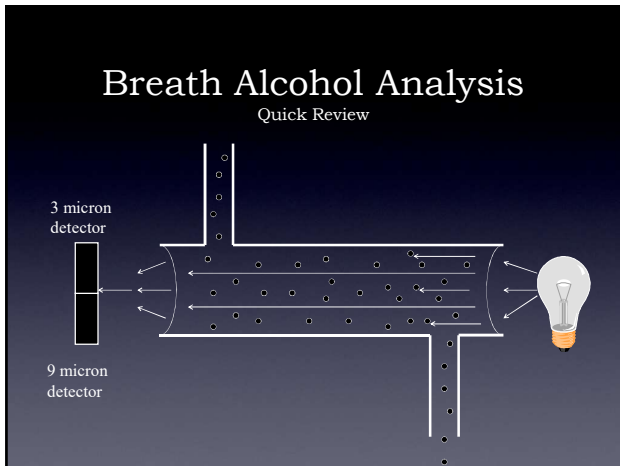 Breath Alcohol Analysis
Quick Review
3 micron
detector
9 micron
detector